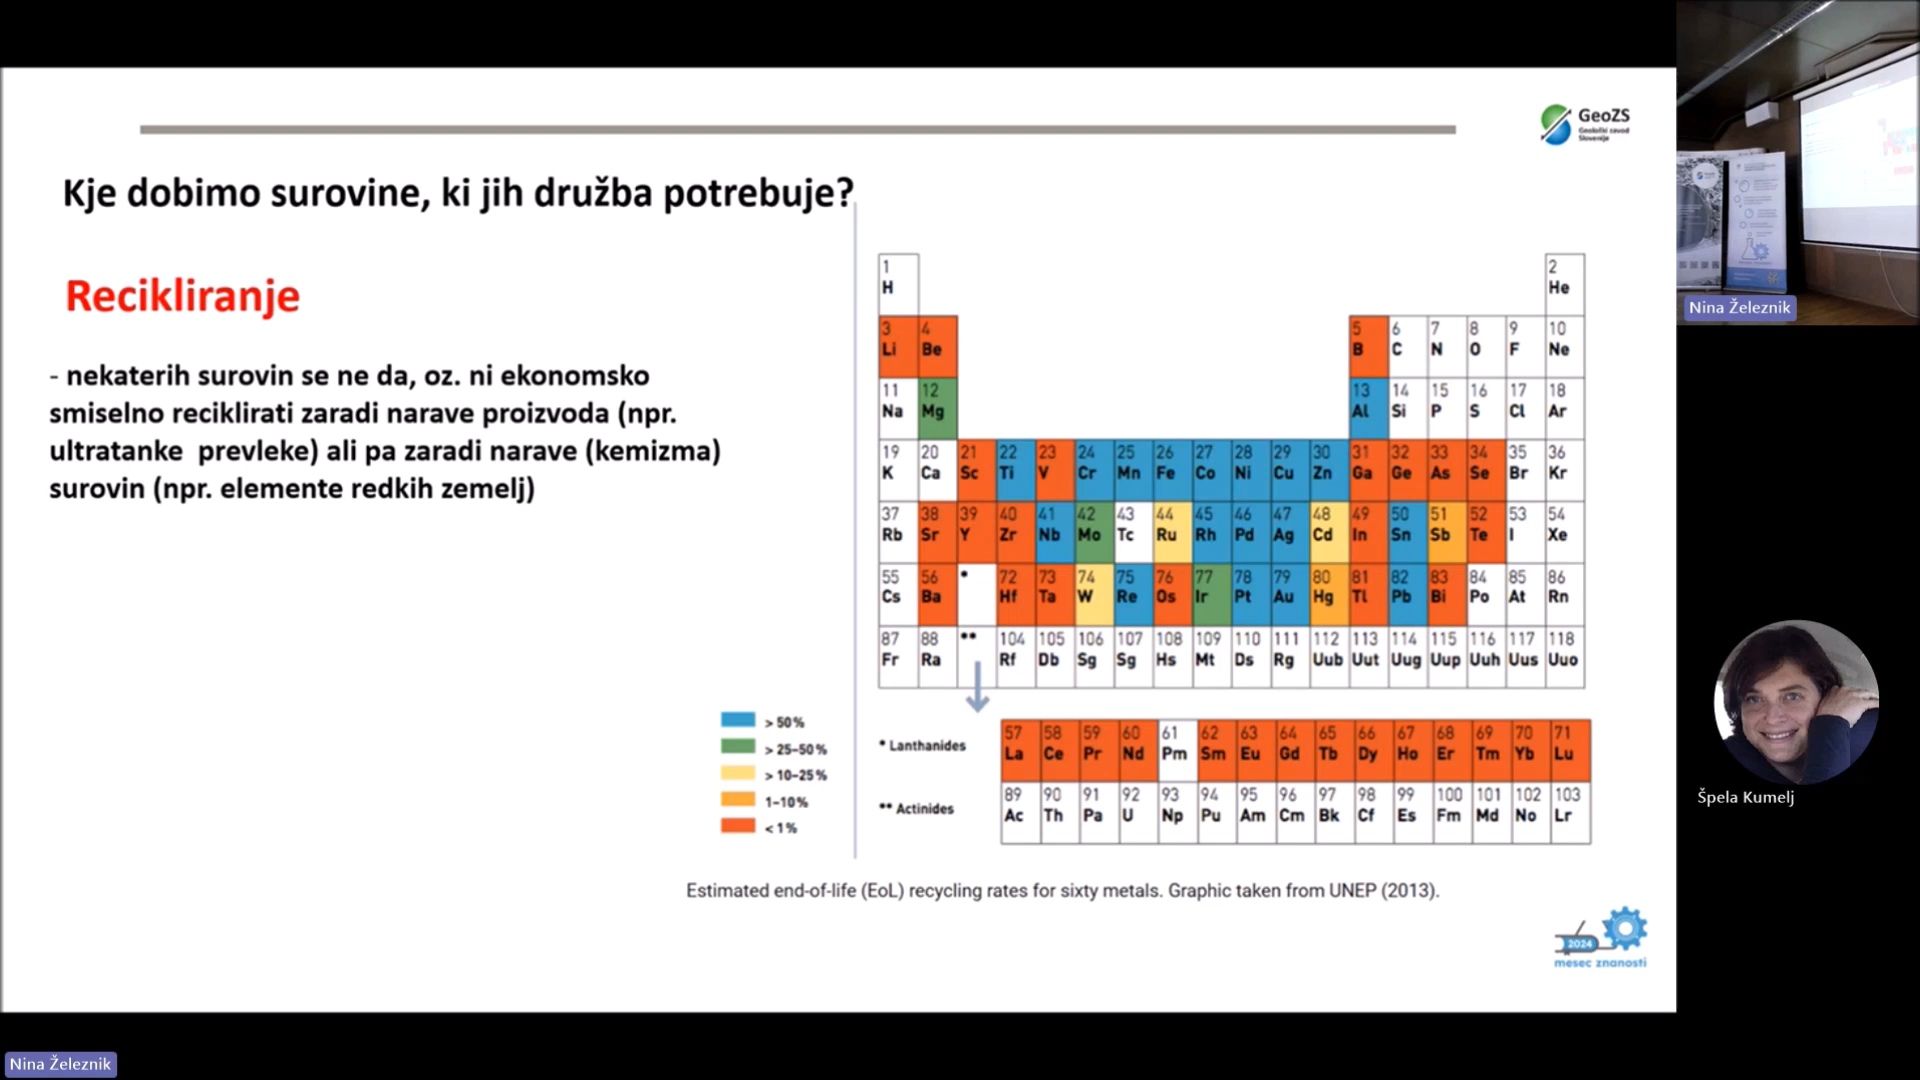 GeoZS
Geološki zavod
Slovenije
Kje dobimo surovine, ki jih družba potrebuje?
Recikliranje
- nekaterih surovin se ne da, oz. ni ekonomsko
smiselno reciklirati zaradi narave proizvoda (npr.
ultratanke prevleke) ali pa zaradi narave (kemizma)
surovin (npr. elemente redkih zemelj)
1 2
H He
3 4 5 6 7 8 9 10
Li Be B C N O F Ne
11 12 13 14 15 16 17 18
Na Mg Al Si P S Cl Ar
19 20 21 22 23 24 25 26 27 28 29 30 31 32 33 34 35 36
K Ca Sc Ti V Cr Mn Fe Co Ni Cu Zn Ga Ge As Se Br Kr
37 38 39 40 41 42 43 44 45 46 47 48 49 50 51 52 53 54
Rb Sr Y Zr Nb Mo Tc Ru Rh Pd Ag Cd In Sn Sb Te I Xe
55 56 * 72 73 74 75 76 77 78 79 80 81 82 83 84 85 86
Cs Ba Hf Ta W Re Os Ir Pt Au Hg Tl Pb Bi Po At Rn
87 88 ** 104 105 106 107 108 109 110 111 112 113 114 115 116 117 118
Fr Ra Rf Db Sg Sg Hs Mt Ds Rg Uub Uut Uug Uup Uuh Uus Uuo
> 50%
> 25–50%
> 10–25%
1–10%
< 1%
* Lanthanides
57 58 59 60 61 62 63 64 65 66 67 68 69 70 71
La Ce Pr Nd Pm Sm Eu Gd Tb Dy Ho Er Tm Yb Lu
** Actinides
89 90 91 92 93 94 95 96 97 98 99 100 101 102 103
Ac Th Pa U Np Pu Am Cm Bk Cf Es Fm Md No Lr
Estimated end-of-life (EoL) recycling rates for sixty metals. Graphic taken from UNEP (2013).
2024
mesec znanosti
Nina Železnik
Špela Kumelj
Nina Železnik